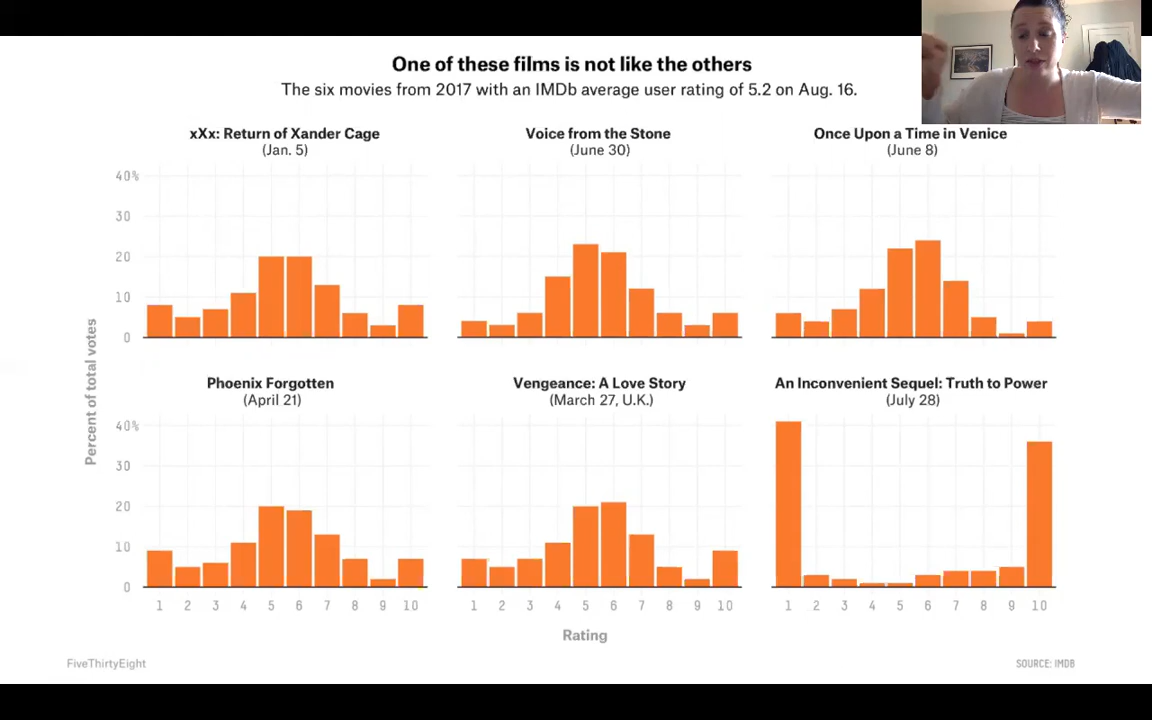 One of these films is not like the others
The six movies from 2017 with an IMDb average user rating of 5.2 on Aug. 16.
xXx: Return of Xander Cage
(Jan. 5)
Voice from the Stone
(June 30)
Once Upon a Time in Venice
(June 8)
40%
30
20
10
0
Percent of total votes
Phoenix Forgotten
(April 21)
Vengeance: A Love Story
(March 27, U.K.)
An Inconvenient Sequel: Truth to Power
(July 28)
40%
30
20
10
0
1 2 3 4 5 6 7 8 9 10
1 2 3 4 5 6 7 8 9 10
1 2 3 4 5 6 7 8 9 10
Rating
FiveThirtyEight
SOURCE: IMDB